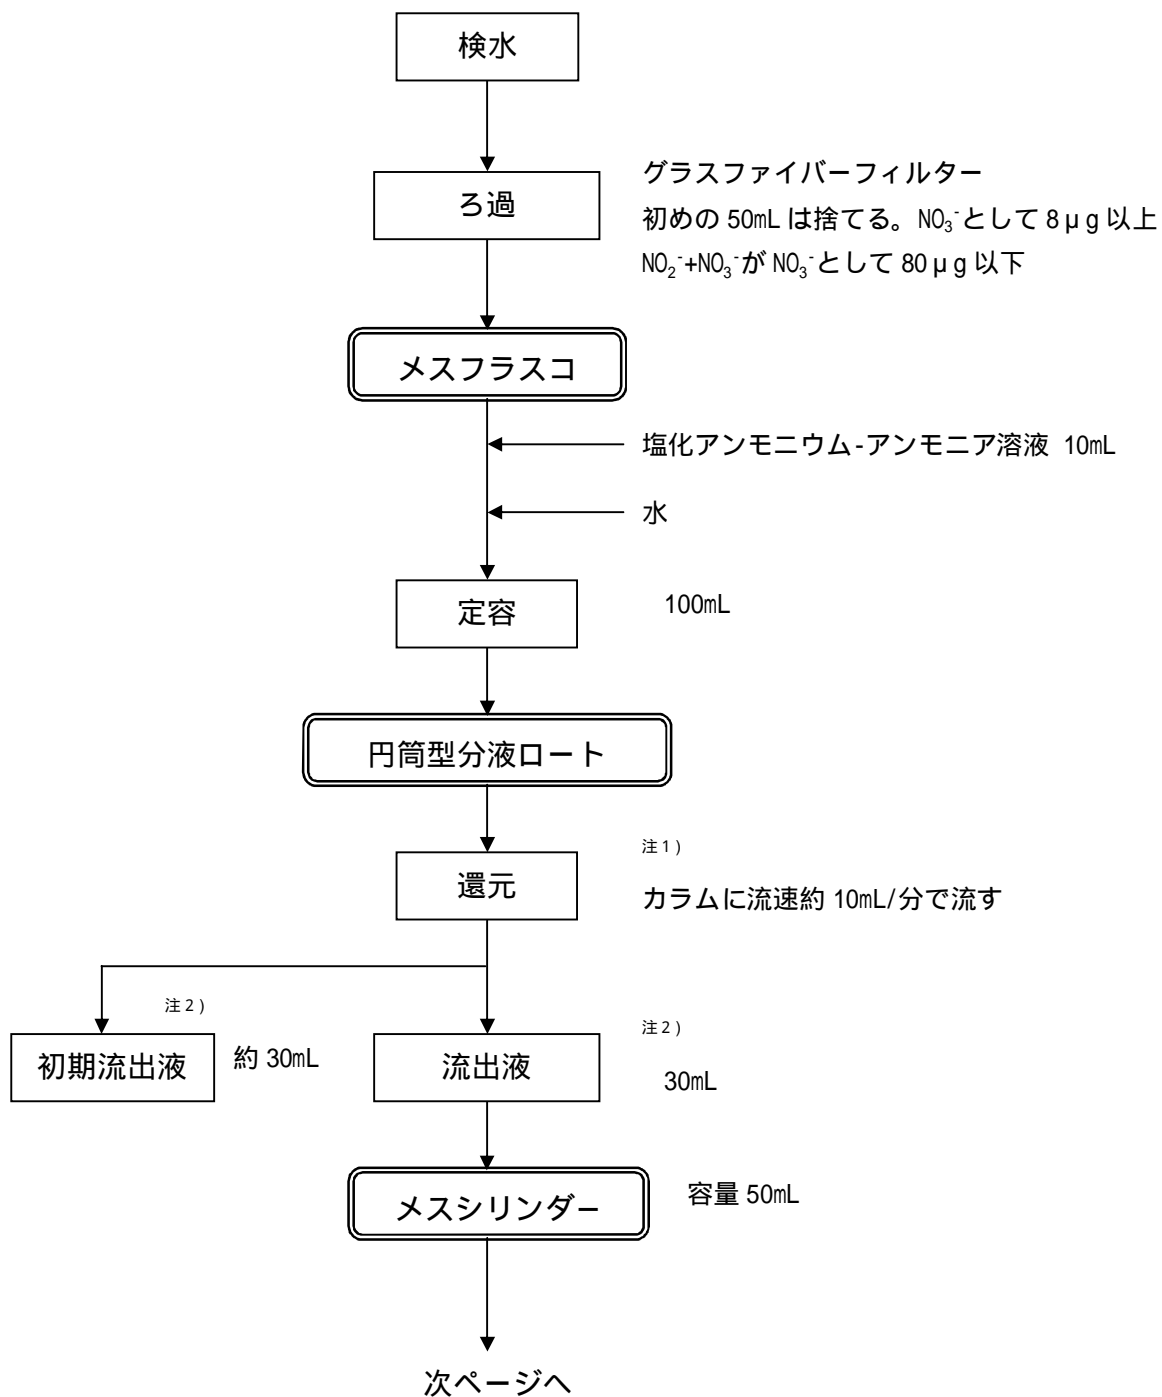 検水
ろ過
グラスファイバーフィルター
初めの 50mL は捨てる。NO₃⁻として 8μg 以上
NO₂⁻+NO₃⁻が NO₃⁻として 80μg 以下
メスフラスコ
塩化アンモニウム-アンモニア溶液 10mL
水
定容
100mL
円筒型分液ロート
還元
注1)
カラムに流速約 10mL/分で流す
注2)
初期流出液
約 30mL
流出液
注2)
30mL
メスシリンダー
容量 50mL
次ページへ